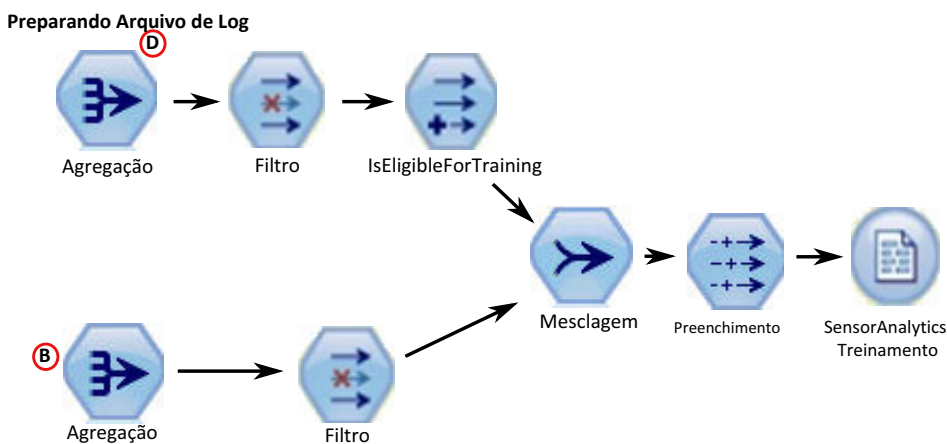 Preparando Arquivo de Log
D
Agregação
Filtro
IsEligibleForTraining
Mesclagem
Preenchimento
SensorAnalytics
Treinamento
B
Agregação
Filtro